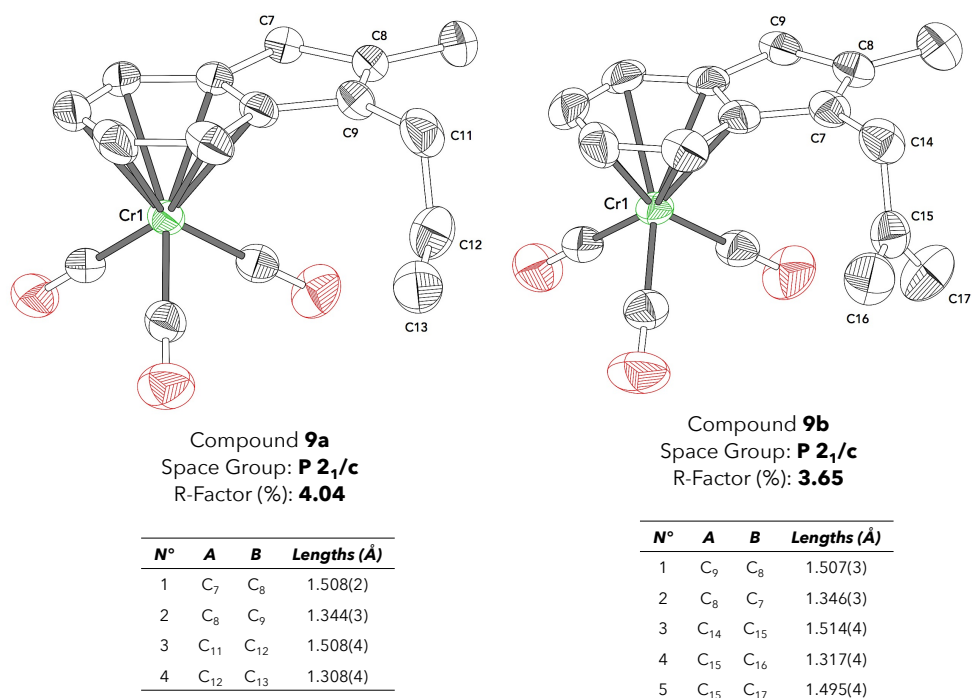 C7
C8
C9
C11
Cr1
C12
C13
Compound 9a
Space Group: P 2₁/c
R-Factor (%): 4.04
N° A B Lengths (Å)
1 C₇ C₈ 1.508(2)
2 C₈ C₉ 1.344(3)
3 C₁₁ C₁₂ 1.508(4)
4 C₁₂ C₁₃ 1.308(4)
C9
C8
C7
C14
Cr1
C15
C17
C16
Compound 9b
Space Group: P 2₁/c
R-Factor (%): 3.65
N° A B Lengths (Å)
1 C₉ C₈ 1.507(3)
2 C₈ C₇ 1.346(3)
3 C₁₄ C₁₅ 1.514(4)
4 C₁₅ C₁₆ 1.317(4)
5 C₁₅ C₁₇ 1.495(4)